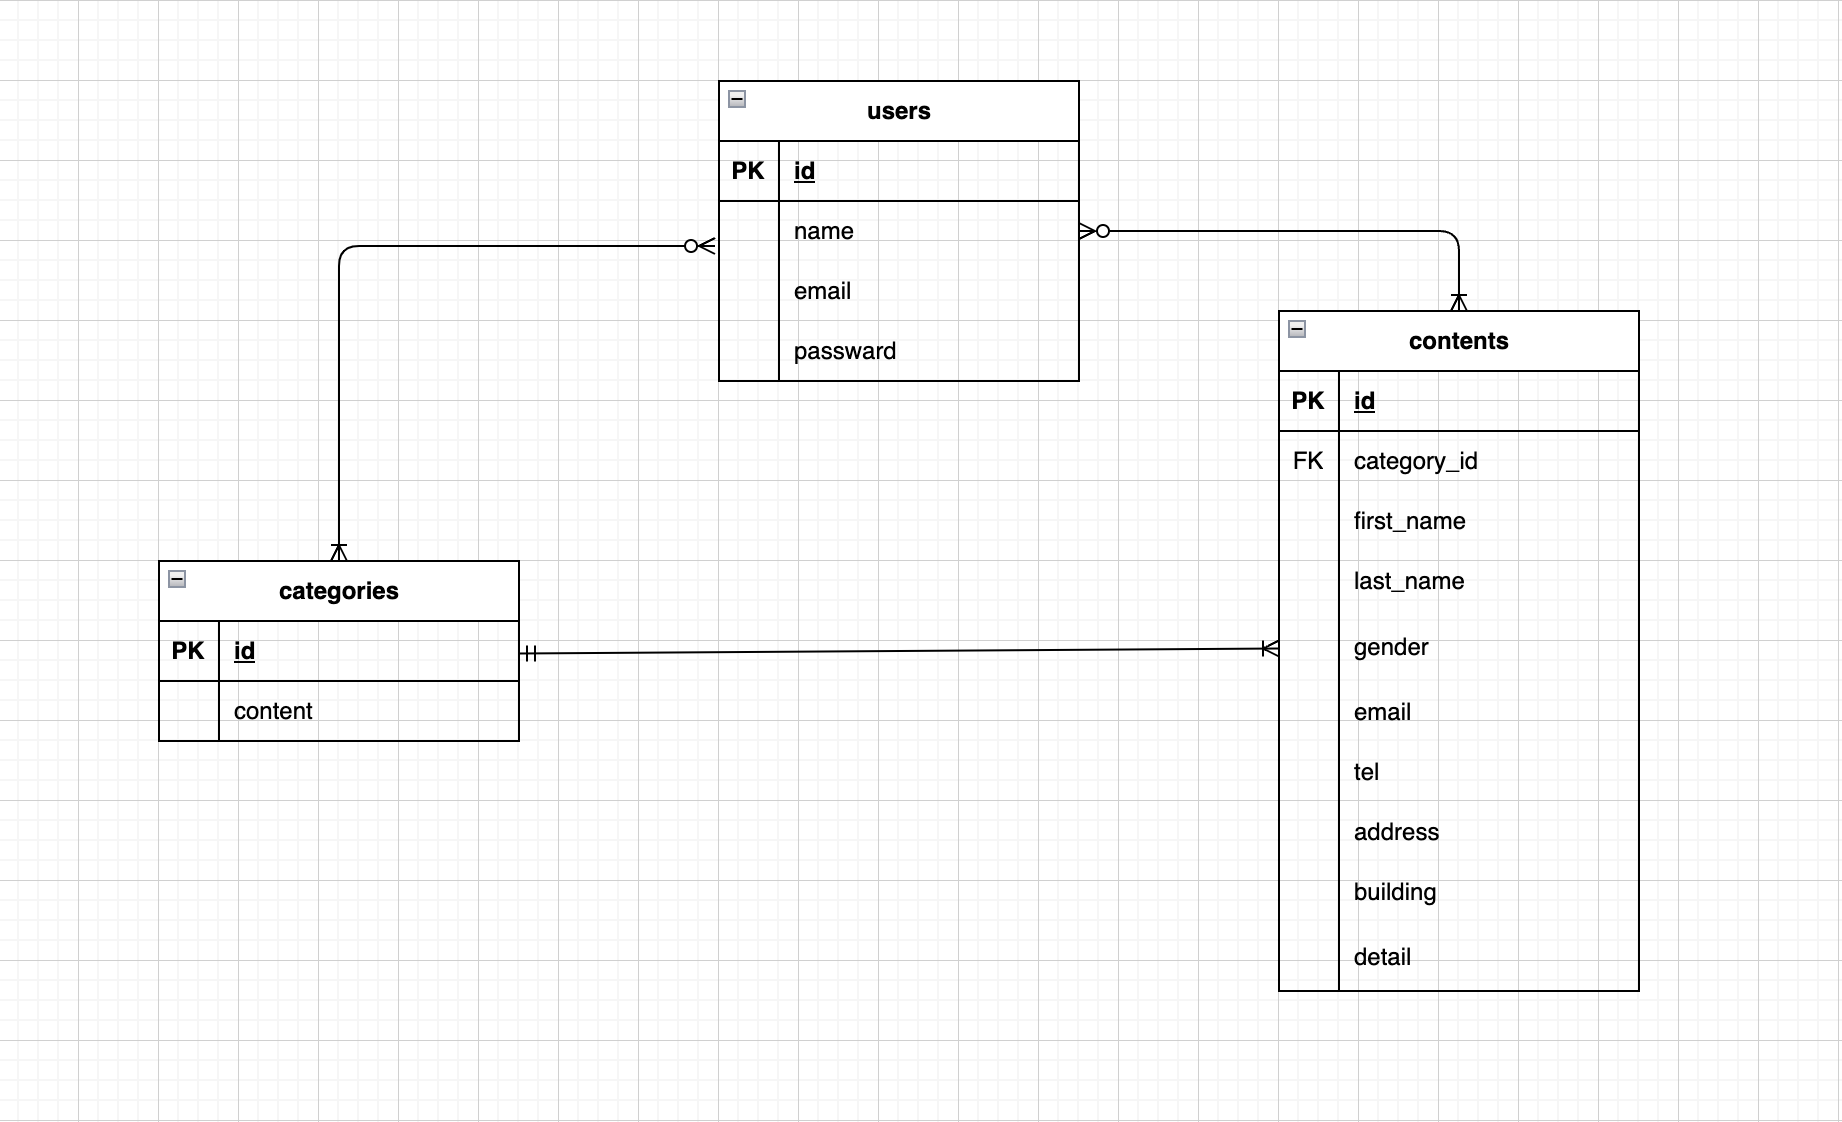 users
PK id
name
email
passward
categories
PK id
content
contents
PK id
FK category_id
first_name
last_name
gender
email
tel
address
building
detail